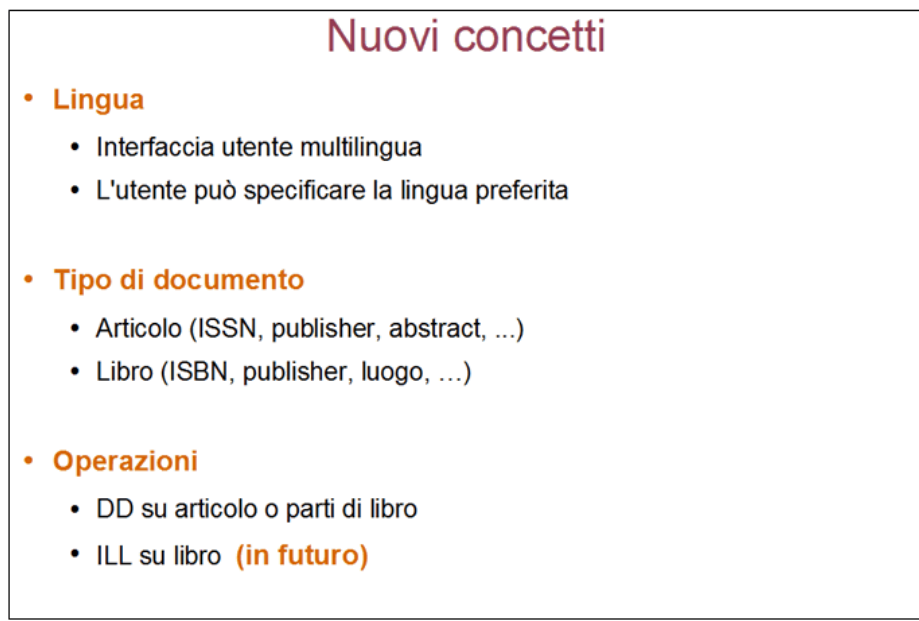 Nuovi concetti
• Lingua
• Interfaccia utente multilingua
• L'utente può specificare la lingua preferita
• Tipo di documento
• Articolo (ISSN, publisher, abstract, ...)
• Libro (ISBN, publisher, luogo, …)
• Operazioni
• DD su articolo o parti di libro
• ILL su libro (in futuro)